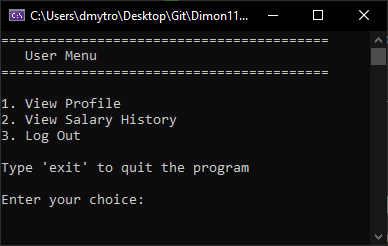 C:\Users\dmytro\Desktop\Git\Dimon11...
=========================================
User Menu
=========================================
1. View Profile
2. View Salary History
3. Log Out
Type 'exit' to quit the program
Enter your choice: